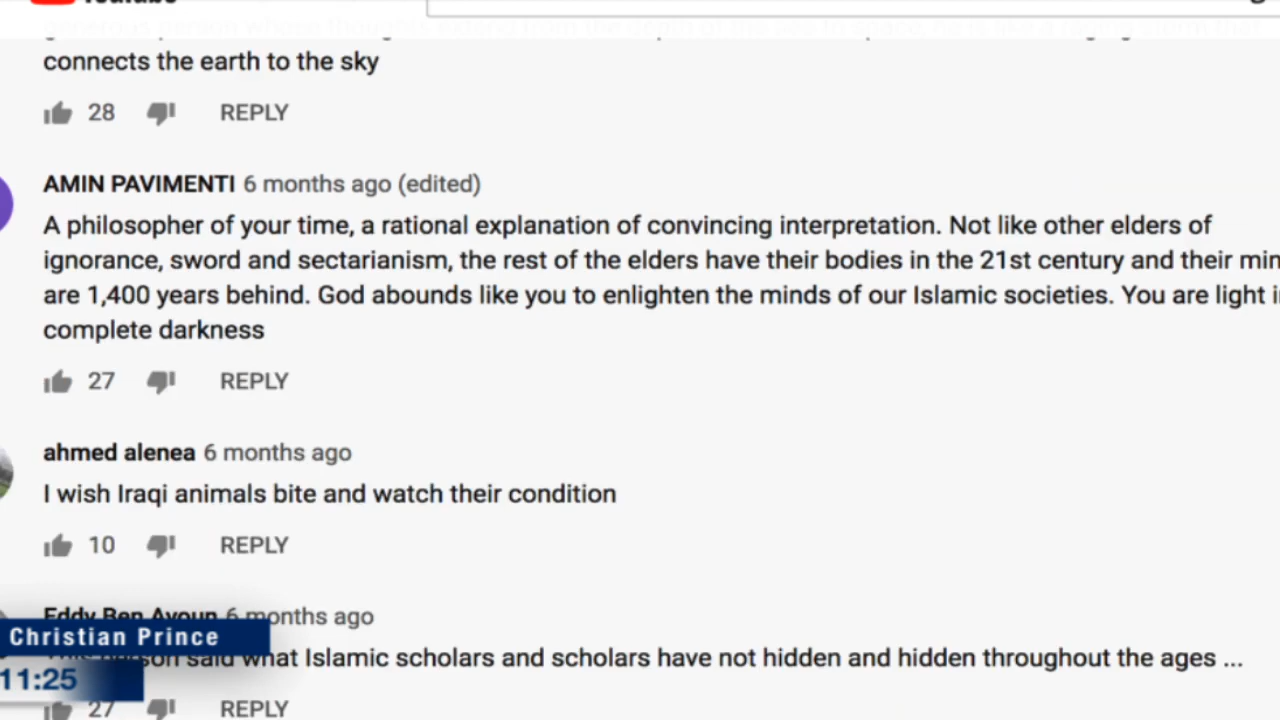 connects the earth to the sky
28 REPLY
AMIN PAVIMENTI 6 months ago (edited)
A philosopher of your time, a rational explanation of convincing interpretation. Not like other elders of
ignorance, sword and sectarianism, the rest of the elders have their bodies in the 21st century and their
are 1,400 years behind. God abounds like you to enlighten the minds of our Islamic societies. You are light
complete darkness
27 REPLY
ahmed alenea 6 months ago
I wish Iraqi animals bite and watch their condition
10 REPLY
Eddy Ben Ayoun 6 months ago
Christian Prince
person said what Islamic scholars and scholars have not hidden and hidden throughout the ages ...
11:25
27 REPLY